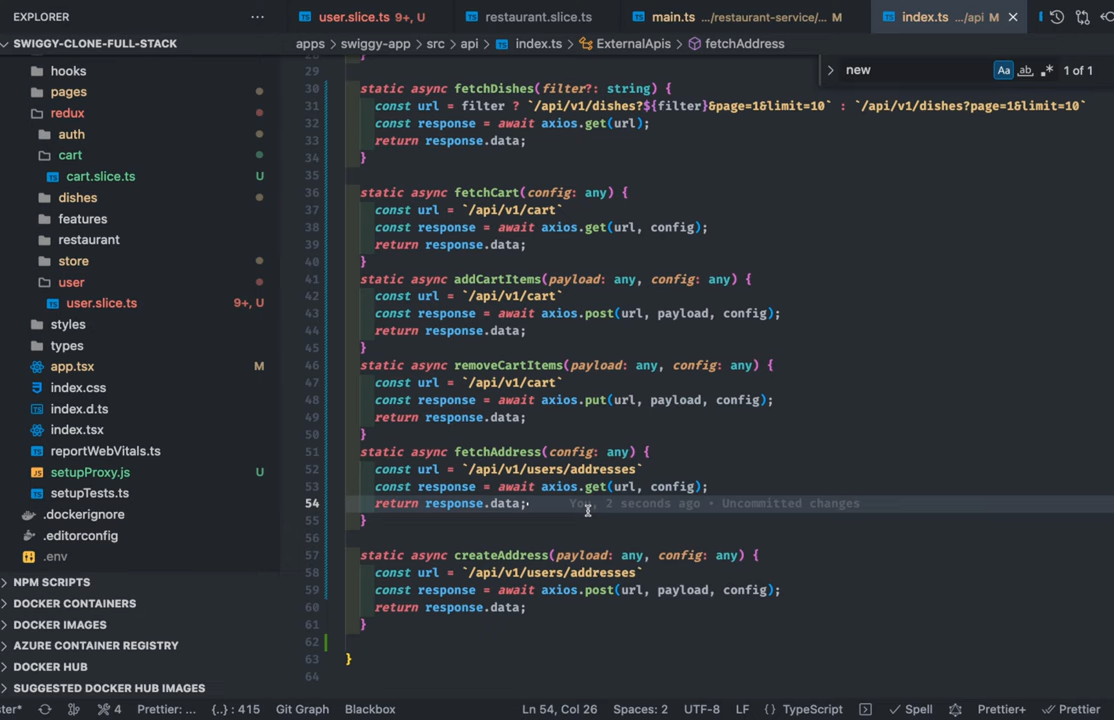 EXPLORER
SWIGGY-CLONE-FULL-STACK
hooks
pages
redux
auth
cart
cart.slice.ts U
dishes
features
restaurant
store
user
user.slice.ts 9+, U
styles
types
app.tsx M
index.css
index.d.ts
index.tsx
reportWebVitals.ts
setupProxy.js U
setupTests.ts
.dockerignore
.editorconfig
.env
NPM SCRIPTS
DOCKER CONTAINERS
DOCKER IMAGES
AZURE CONTAINER REGISTRY
DOCKER HUB
SUGGESTED DOCKER HUB IMAGES
user.slice.ts 9+, U restaurant.slice.ts main.ts .../restaurant-service/... M index.ts .../api M
apps > swiggy-app > src > api > index.ts > ExternalApis > fetchAddress
new Aa ab .* 1 of 1
29
30 static async fetchDishes(filter?: string) {
31 const url = filter ? `/api/v1/dishes?${filter}&page=1&limit=10` : `/api/v1/dishes?page=1&limit=10`
32 const response = await axios.get(url);
33 return response.data;
34 }
35
36 static async fetchCart(config: any) {
37 const url = `/api/v1/cart`
38 const response = await axios.get(url, config);
39 return response.data;
40 }
41 static async addCartItems(payload: any, config: any) {
42 const url = `/api/v1/cart`
43 const response = await axios.post(url, payload, config);
44 return response.data;
45 }
46 static async removeCartItems(payload: any, config: any) {
47 const url = `/api/v1/cart`
48 const response = await axios.put(url, payload, config);
49 return response.data;
50 }
51 static async fetchAddress(config: any) {
52 const url = `/api/v1/users/addresses`
53 const response = await axios.get(url, config);
54 return response.data; You, 2 seconds ago • Uncommitted changes
55 }
56
57 static async createAddress(payload: any, config: any) {
58 const url = `/api/v1/users/addresses`
59 const response = await axios.post(url, payload, config);
60 return response.data;
61 }
62
63 }
64
ster* 4 Prettier: ... {..} : 415 Git Graph Blackbox Ln 54, Col 26 Spaces: 2 UTF-8 LF {} TypeScript Spell Prettier+ Prettier